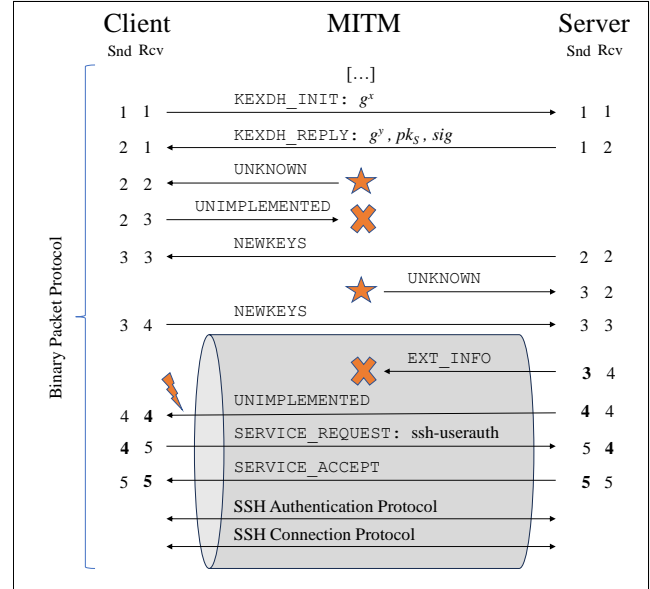 Client MITM Server
Snd Rcv Snd Rcv
[…]
KEXDH_INIT: gˣ
1 1 1 1
KEXDH_REPLY: gʸ, pkₛ, sig
2 1 1 2
UNKNOWN
2 2
UNIMPLEMENTED
2 3
NEWKEYS
3 3 2 2
UNKNOWN
3 2
NEWKEYS
3 4 3 3
EXT_INFO
3 4
UNIMPLEMENTED
4 4 4 4
SERVICE_REQUEST: ssh-userauth
4 5 5 4
SERVICE_ACCEPT
5 5 5 5
SSH Authentication Protocol
SSH Connection Protocol
Binary Packet Protocol